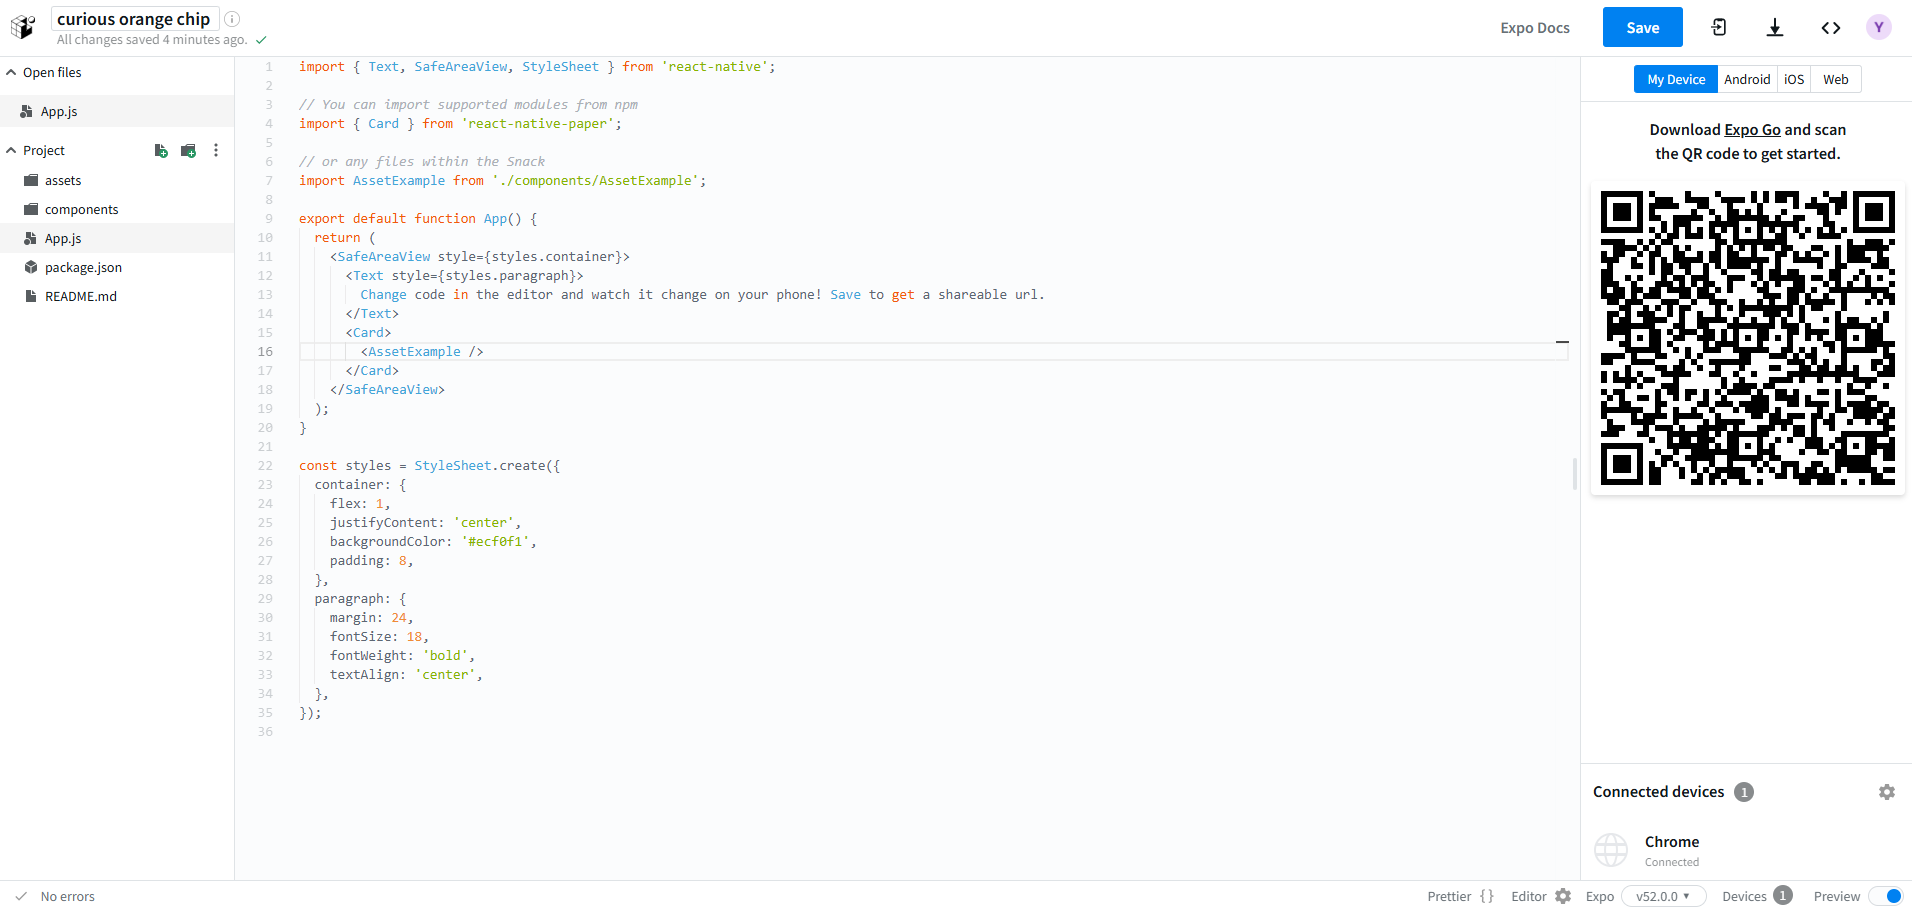 curious orange chip
All changes saved 4 minutes ago.
Expo Docs
Save
Y
Open files
App.js
Project
assets
components
App.js
package.json
README.md
1 import { Text, SafeAreaView, StyleSheet } from 'react-native';
2
3 // You can import supported modules from npm
4 import { Card } from 'react-native-paper';
5
6 // or any files within the Snack
7 import AssetExample from './components/AssetExample';
8
9 export default function App() {
10 return (
11 <SafeAreaView style={styles.container}>
12 <Text style={styles.paragraph}>
13 Change code in the editor and watch it change on your phone! Save to get a shareable url.
14 </Text>
15 <Card>
16 <AssetExample />
17 </Card>
18 </SafeAreaView>
19 );
20 }
21
22 const styles = StyleSheet.create({
23 container: {
24 flex: 1,
25 justifyContent: 'center',
26 backgroundColor: '#ecf0f1',
27 padding: 8,
28 },
29 paragraph: {
30 margin: 24,
31 fontSize: 18,
32 fontWeight: 'bold',
33 textAlign: 'center',
34 },
35 });
36
My Device Android iOS Web
Download Expo Go and scan
the QR code to get started.
Connected devices 1
Chrome
Connected
No errors
Prettier { } Editor Expo v52.0.0 Devices 1 Preview